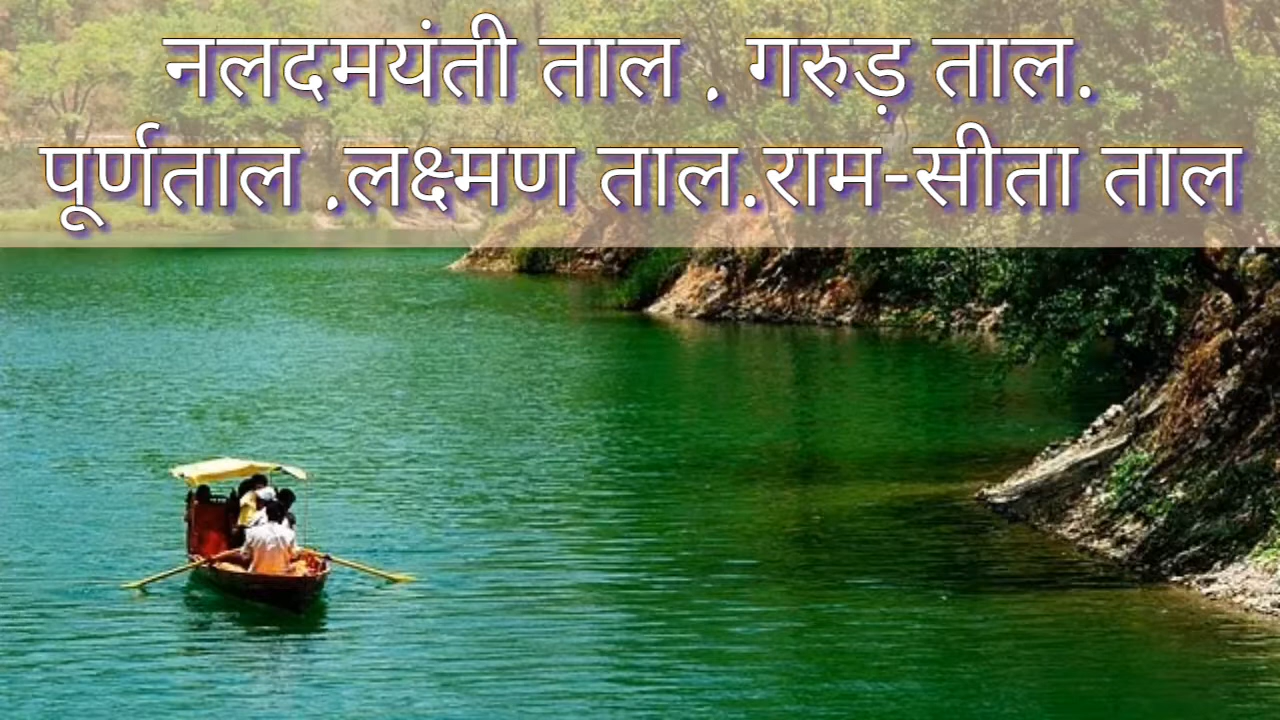 नलदमयंती ताल . गरुड़ ताल.
पूर्णताल .लक्ष्मण ताल.राम-सीता ताल